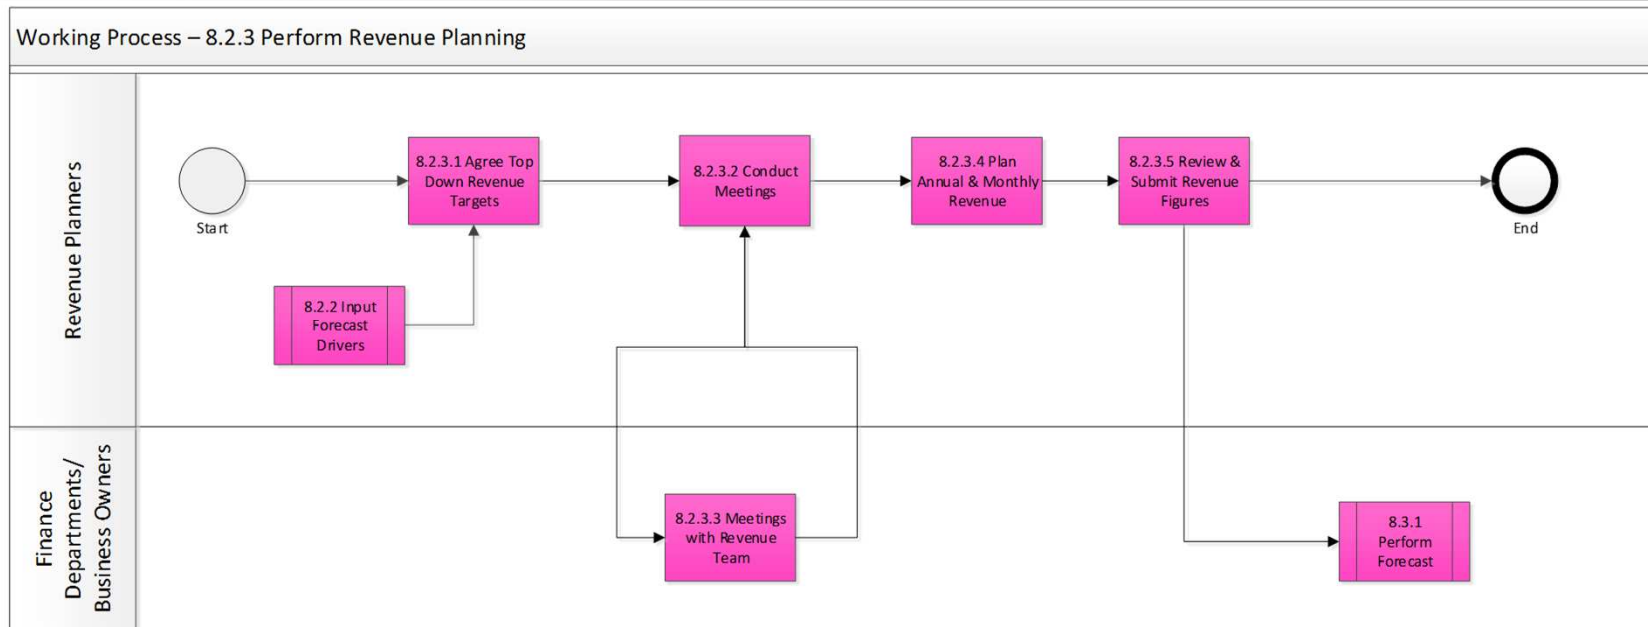 Working Process – 8.2.3 Perform Revenue Planning
Revenue Planners
Start
8.2.3.1 Agree Top
Down Revenue
Targets
8.2.3.2 Conduct
Meetings
8.2.3.4 Plan
Annual & Monthly
Revenue
8.2.3.5 Review &
Submit Revenue
Figures
End
8.2.2 Input
Forecast
Drivers
Finance
Departments/
Business Owners
8.2.3.3 Meetings
with Revenue
Team
8.3.1
Perform
Forecast